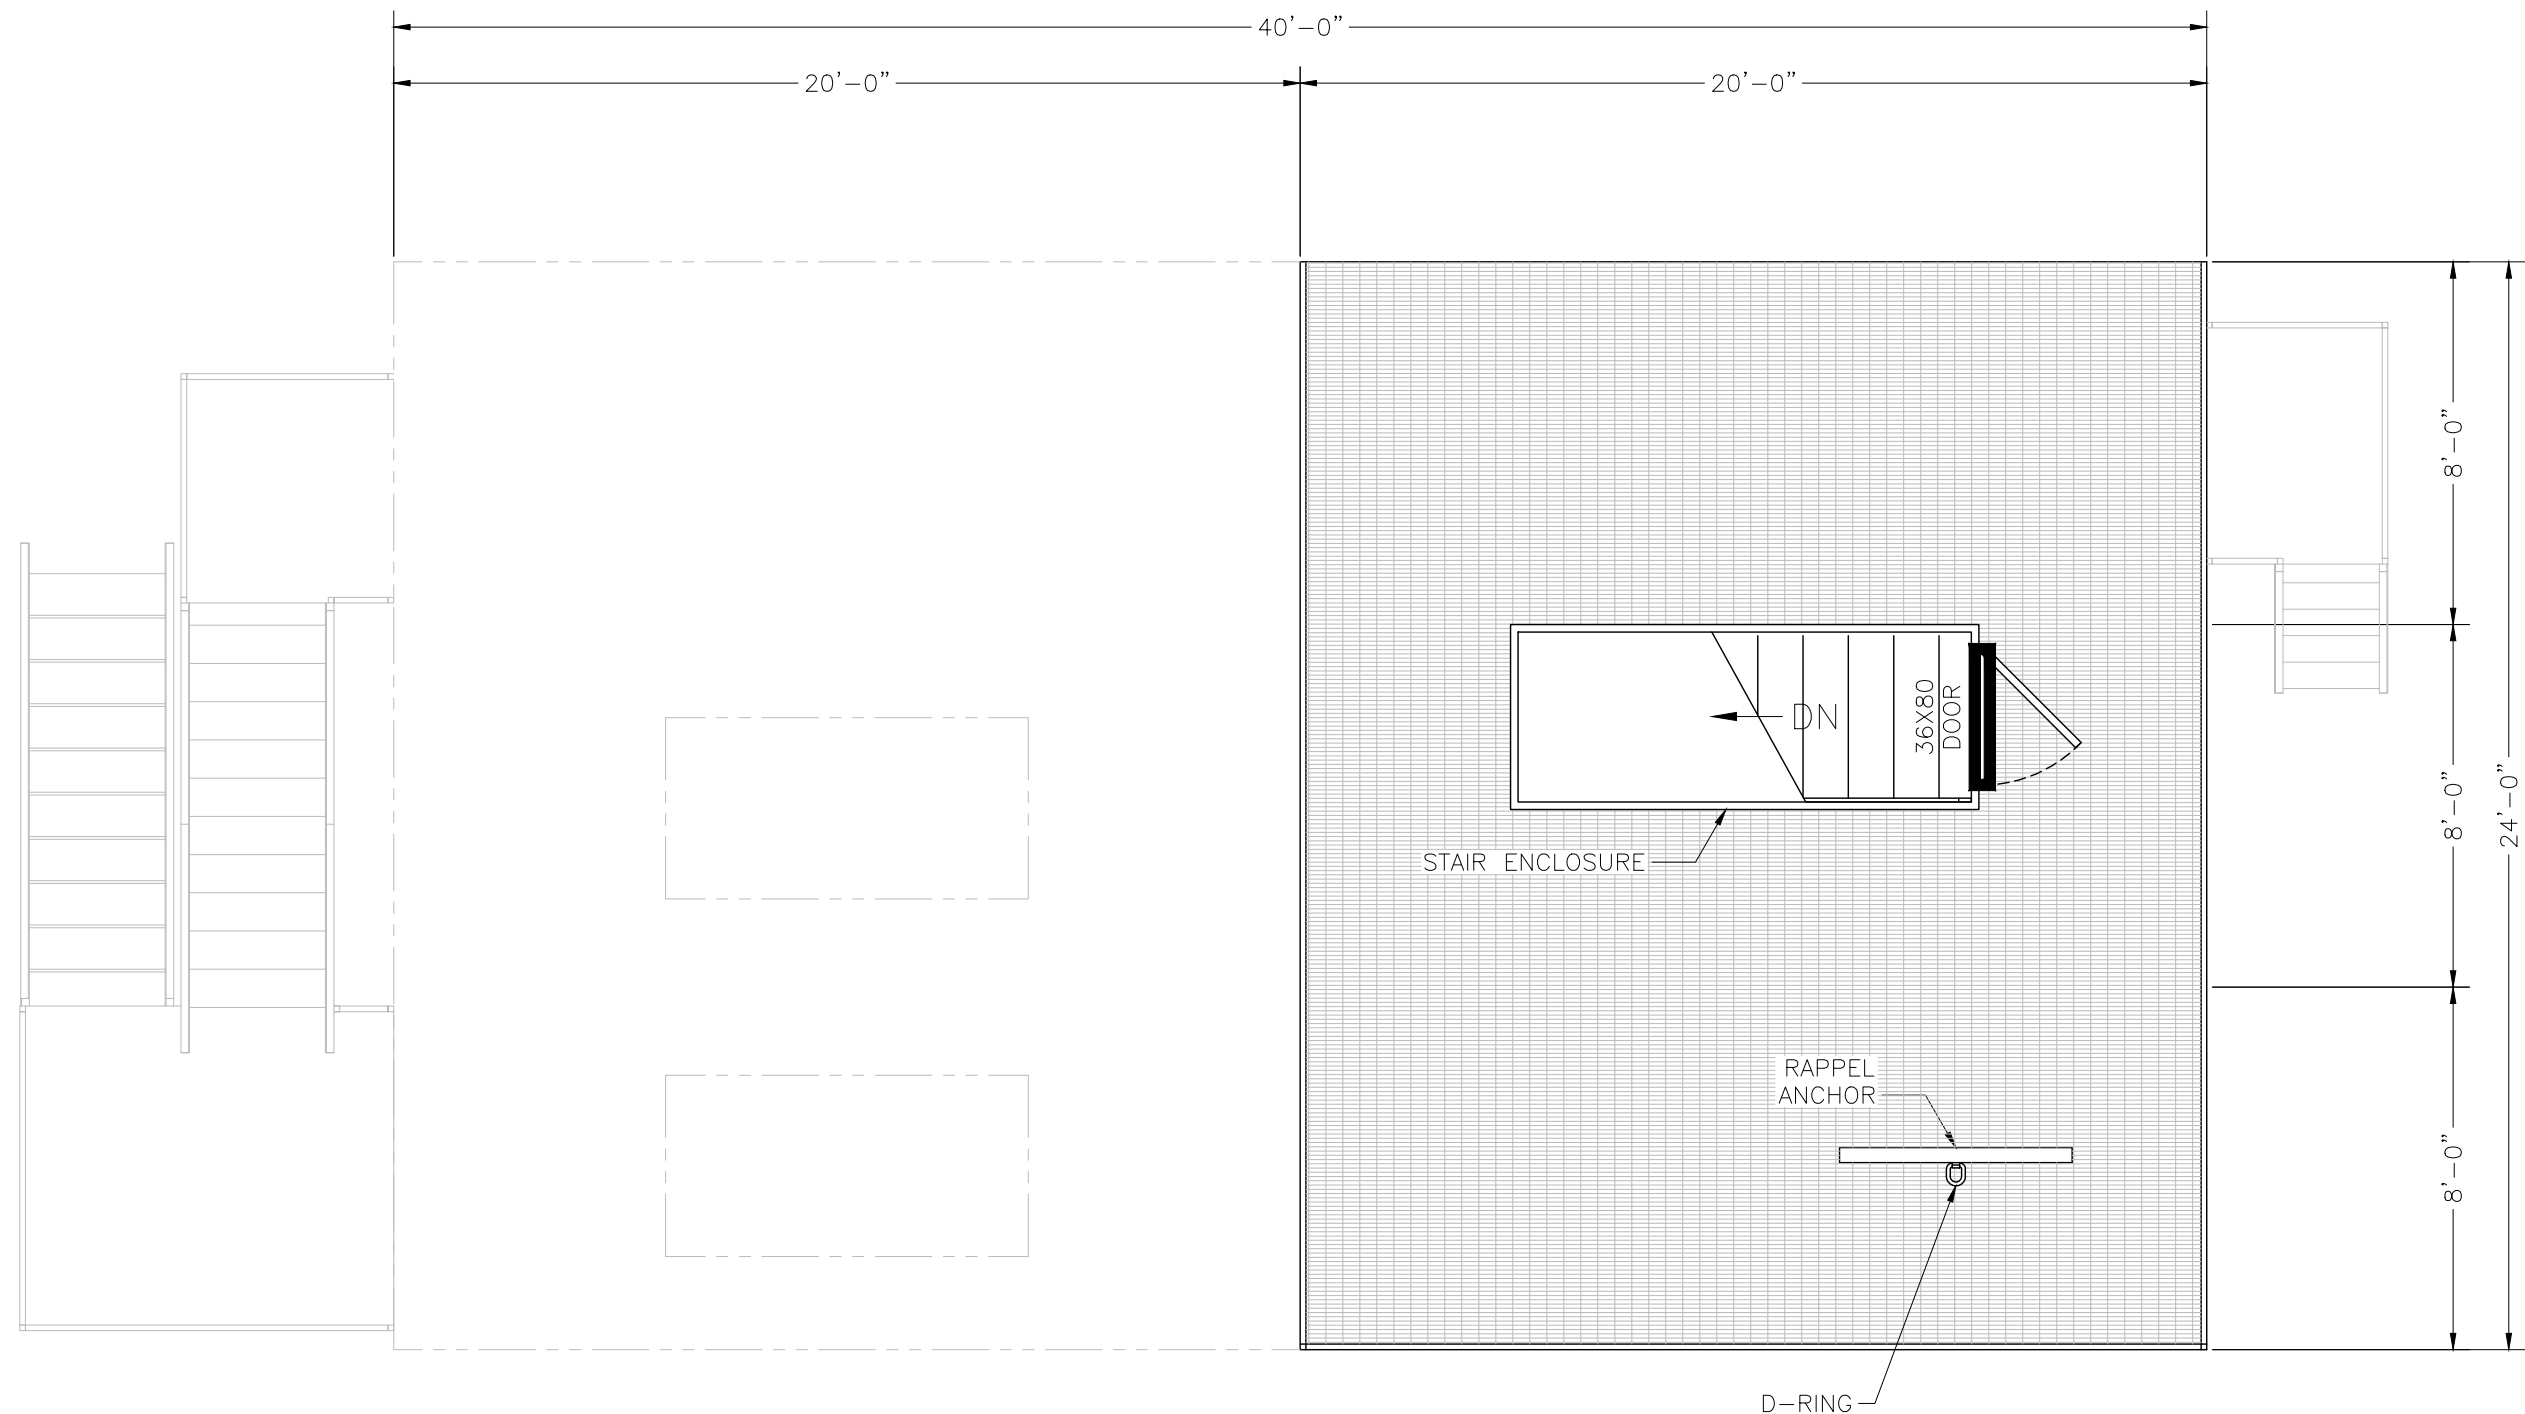 40'-0"
20'-0"
20'-0"
8'-0"
36X80
DOOR
DN
8'-0"
24'-0"
STAIR ENCLOSURE
RAPPEL
ANCHOR
8'-0"
D-RING